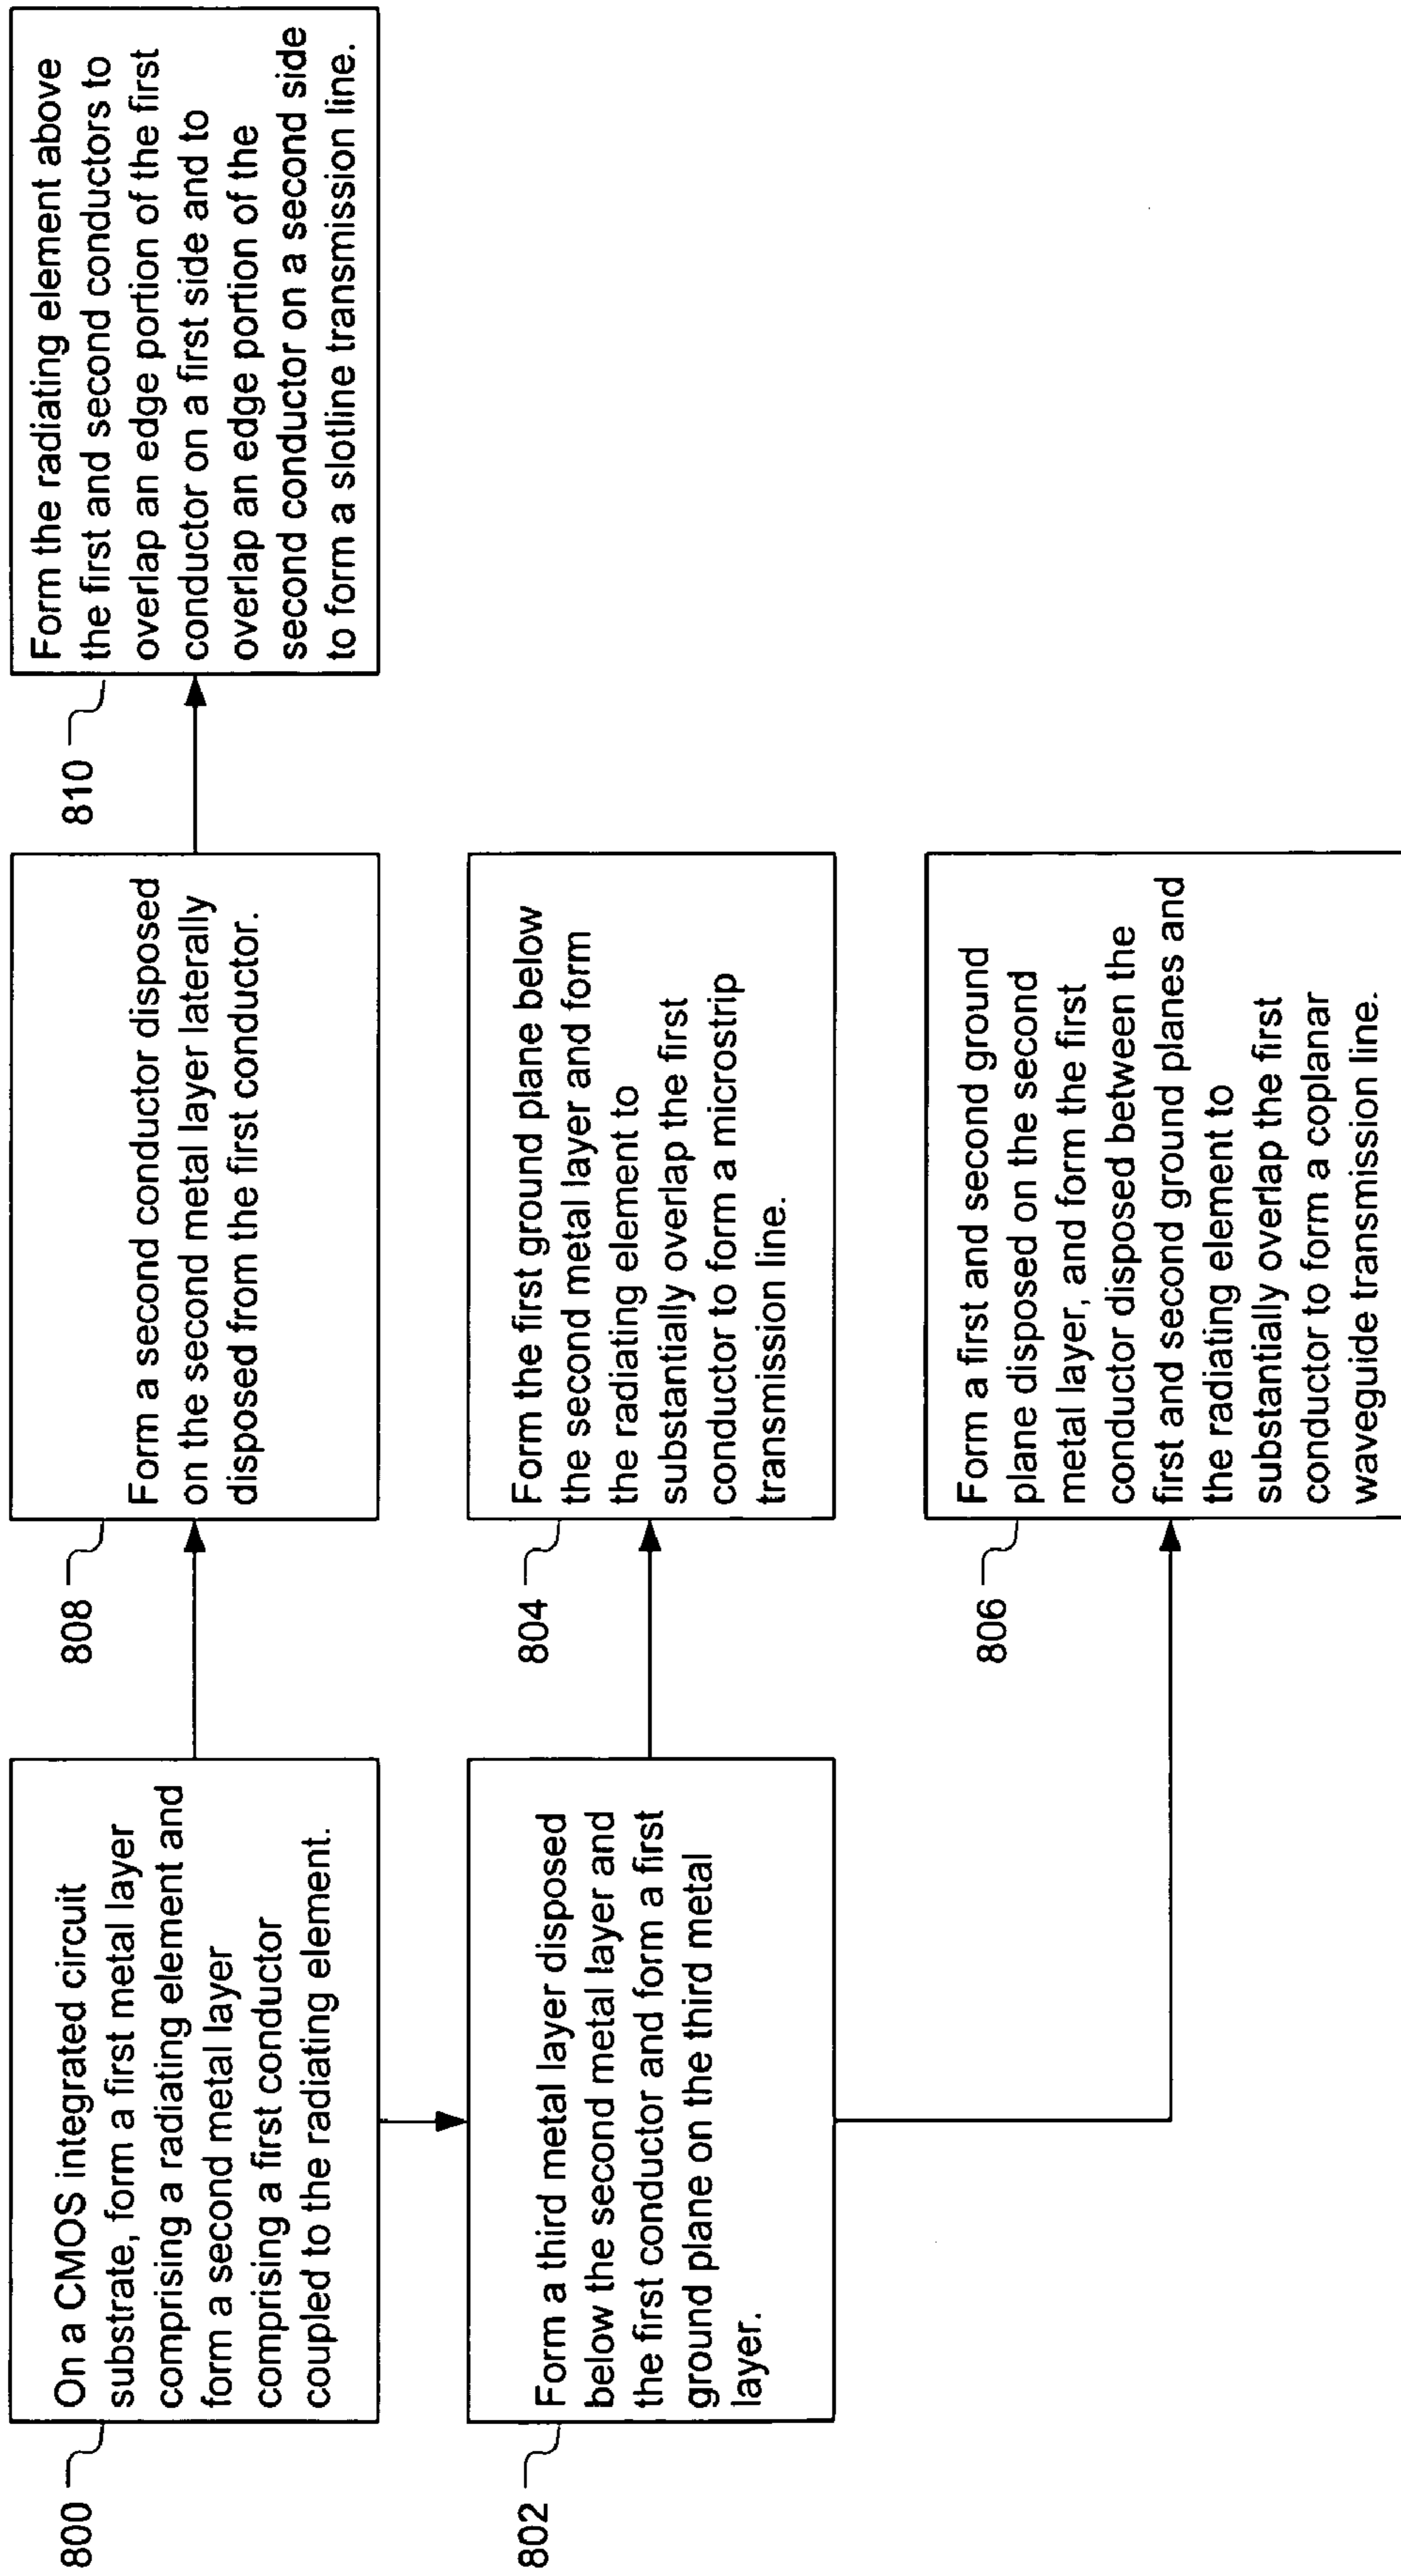 800
On a CMOS integrated circuit
substrate, form a first metal layer
comprising a radiating element and
form a second metal layer
comprising a first conductor
coupled to the radiating element.
808
Form a second conductor disposed
on the second metal layer laterally
disposed from the first conductor.
810
Form the radiating element above
the first and second conductors to
overlap an edge portion of the first
conductor on a first side and to
overlap an edge portion of the
second conductor on a second side
to form a slotline transmission line.
802
Form a third metal layer disposed
below the second metal layer and
the first conductor and form a first
ground plane on the third metal
layer.
804
Form the first ground plane below
the second metal layer and form
the radiating element to
substantially overlap the first
conductor to form a microstrip
transmission line.
806
Form a first and second ground
plane disposed on the second
metal layer, and form the first
conductor disposed between the
first and second ground planes and
the radiating element to
substantially overlap the first
conductor to form a coplanar
waveguide transmission line.